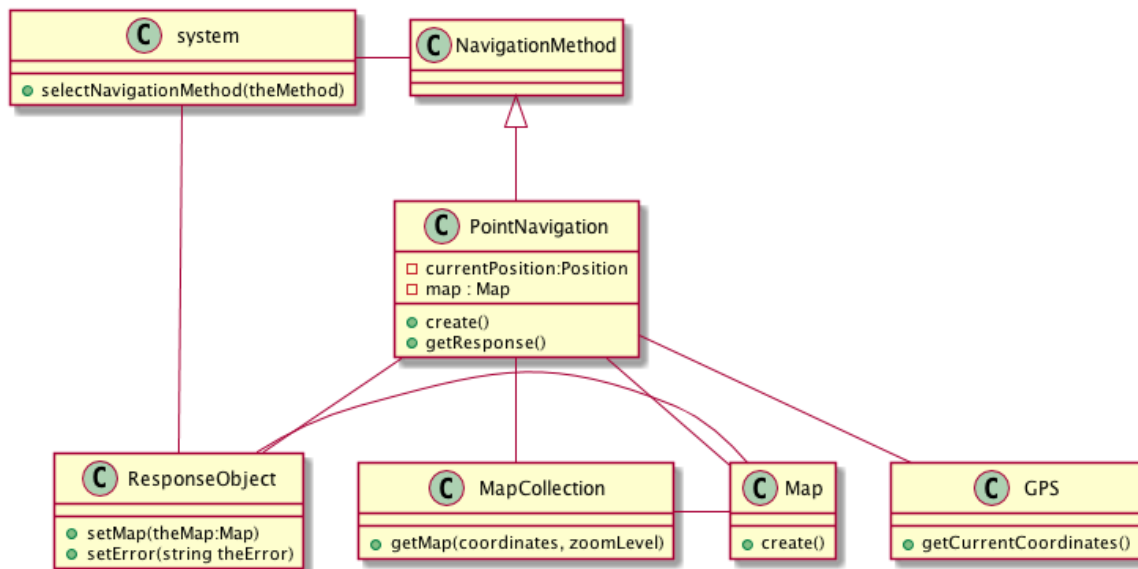 C system
selectNavigationMethod(theMethod)
C NavigationMethod
C PointNavigation
currentPosition:Position
map : Map
create()
getResponse()
C ResponseObject
setMap(theMap:Map)
setError(string theError)
C MapCollection
getMap(coordinates, zoomLevel)
C Map
create()
C GPS
getCurrentCoordinates()